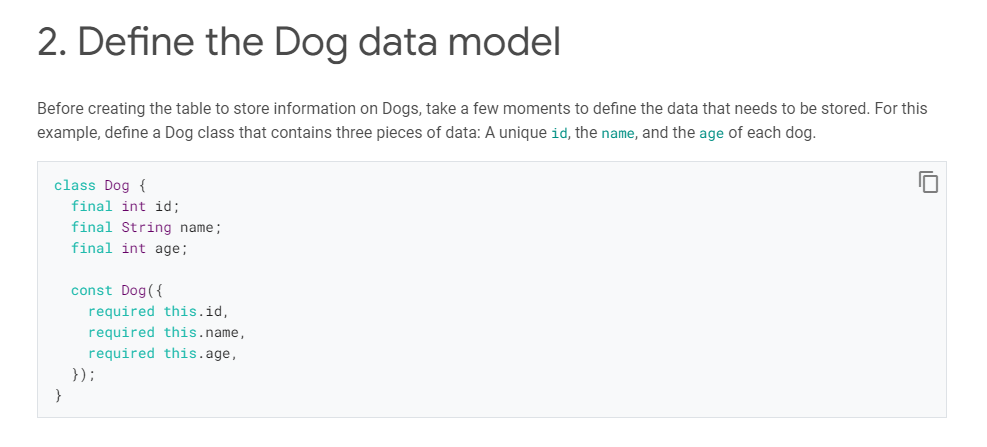 2. Define the Dog data model
Before creating the table to store information on Dogs, take a few moments to define the data that needs to be stored. For this
example, define a Dog class that contains three pieces of data: A unique id, the name, and the age of each dog.
class Dog {
  final int id;
  final String name;
  final int age;

  const Dog({
    required this.id,
    required this.name,
    required this.age,
  });
}